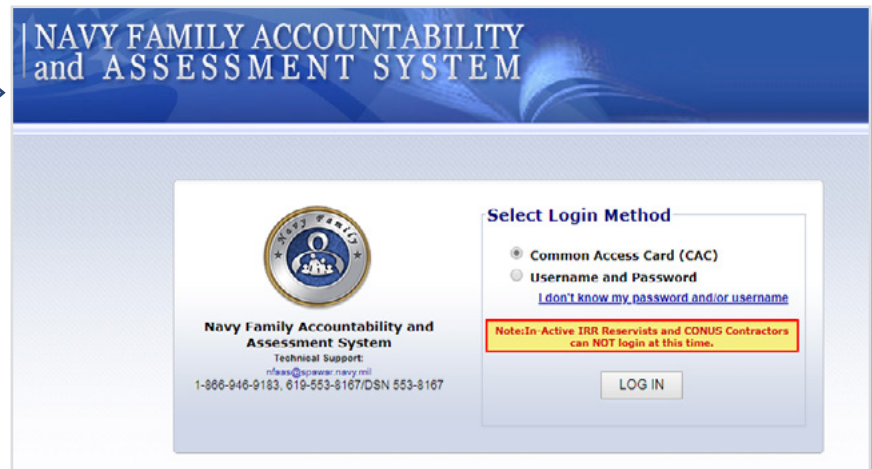 NAVY FAMILY ACCOUNTABILITY
and ASSESSMENT SYSTEM
Navy Family
Navy Family Accountability and
Assessment System
Technical Support:
nfaas@spawar.navy.mil
1-866-946-9183, 619-553-8167/DSN 553-8167
Select Login Method
Common Access Card (CAC)
Username and Password
I don't know my password and/or username
Note:In-Active IRR Reservists and CONUS Contractors
can NOT login at this time.
LOG IN